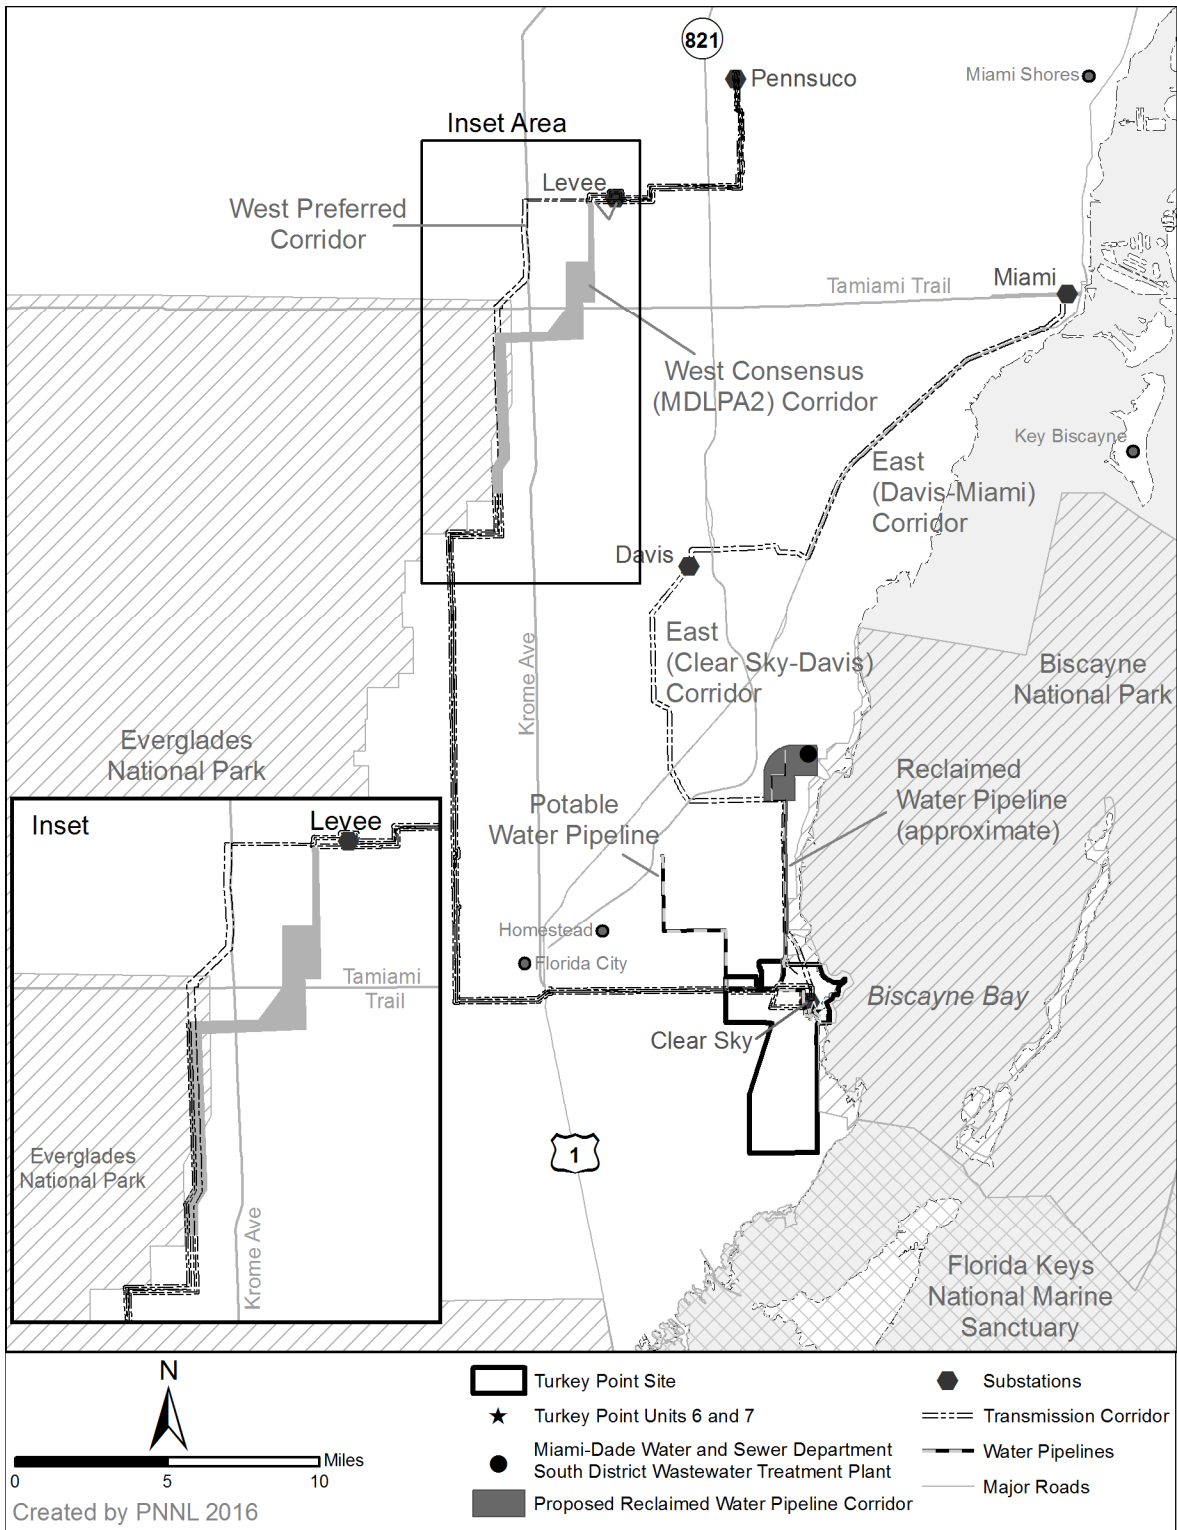 821
Pennsuco
Miami Shores
Inset Area
Levee
West Preferred
Corridor
Miami
Tamiami Trail
West Consensus
(MDLPA2) Corridor
Key Biscayne
East
(Davis-Miami)
Corridor
Davis
East
(Clear Sky-Davis)
Corridor
Krome Ave
Biscayne
National Park
Everglades
National Park
Reclaimed
Water Pipeline
(approximate)
Potable
Water Pipeline
Inset
Levee
Homestead
Florida City
Tamiami
Trail
Biscayne Bay
Clear Sky
Everglades
National Park
1
Krome Ave
Florida Keys
National Marine
Sanctuary
N
Miles
0 5 10
Created by PNNL 2016
Turkey Point Site
Turkey Point Units 6 and 7
Miami-Dade Water and Sewer Department
South District Wastewater Treatment Plant
Proposed Reclaimed Water Pipeline Corridor
Substations
Transmission Corridor
Water Pipelines
Major Roads